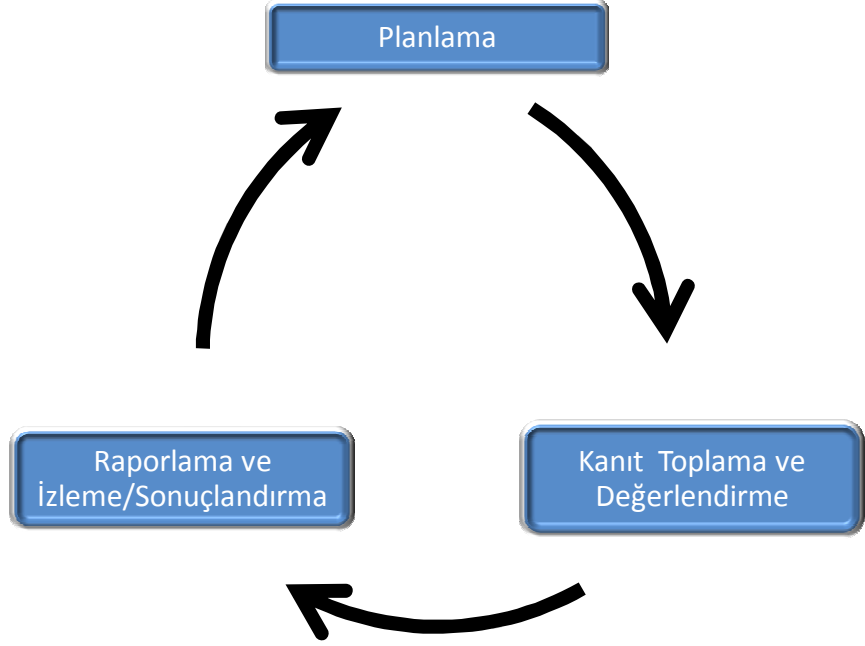 Planlama
Raporlama ve
İzleme/Sonuçlandırma
Kanıt Toplama ve
Değerlendirme